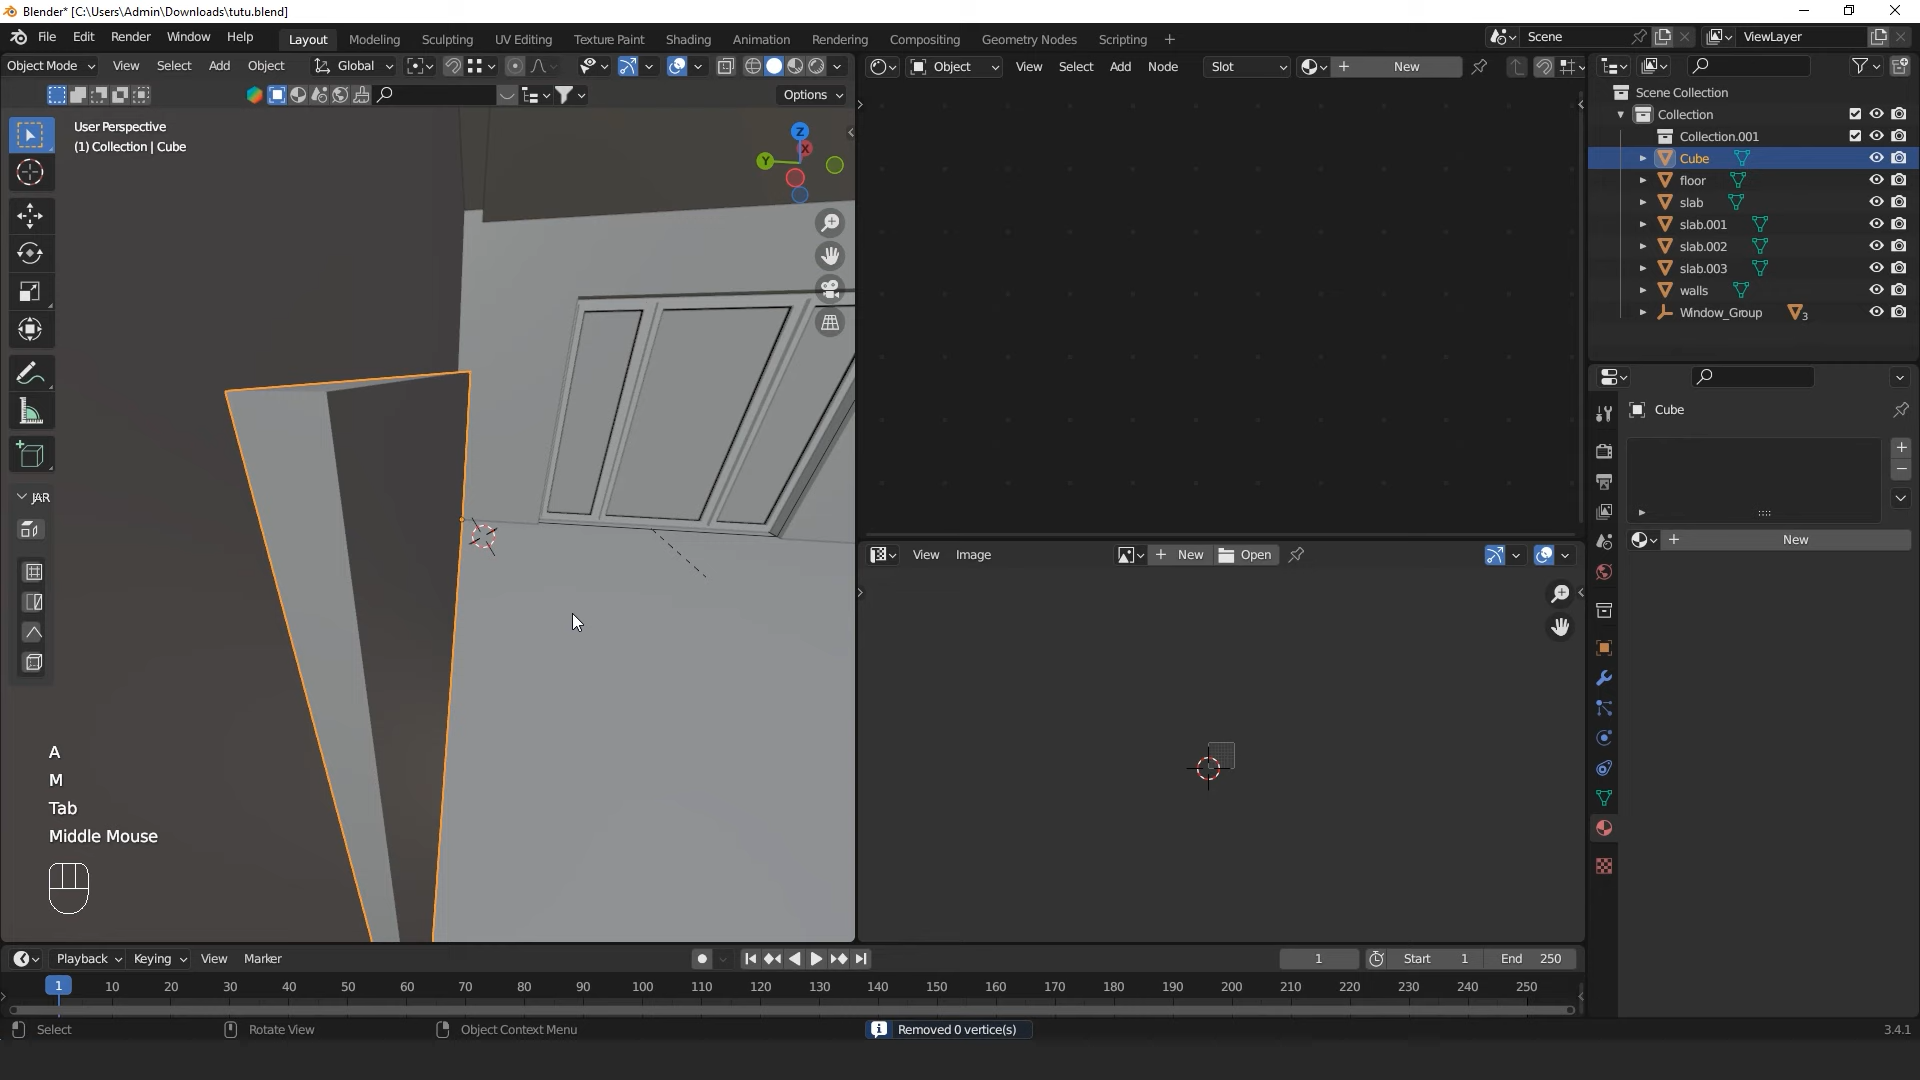 Blender* [C:\Users\Admin\Downloads\tutu.blend]
File Edit Render Window Help Layout Modeling Sculpting UV Editing Texture Paint Shading Animation Rendering Compositing Geometry Nodes Scripting + Scene ViewLayer
Object Mode View Select Add Object Global Object View Select Add Node Slot New
Options
User Perspective
(1) Collection | Cube
Z
X
Y
Scene Collection
Collection
Collection.001
Cube
floor
slab
slab.001
slab.002
slab.003
walls
Window_Group 3
Cube
New
JAR
View Image New Open
A
M
Tab
Middle Mouse
Playback Keying View Marker 1 Start 1 End 250
1 10 20 30 40 50 60 70 80 90 100 110 120 130 140 150 160 170 180 190 200 210 220 230 240 250
Select Rotate View Object Context Menu Removed 0 vertice(s) 3.4.1